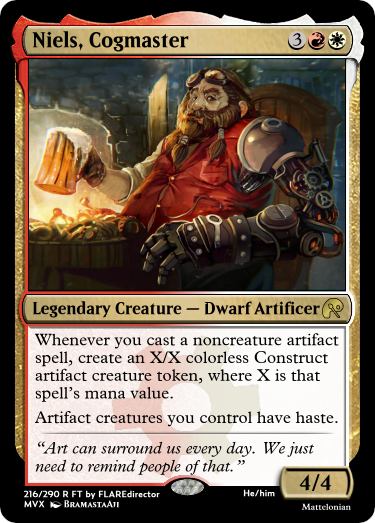 Niels, Cogmaster 3
Legendary Creature — Dwarf Artificer
Whenever you cast a noncreature artifact
spell, create an X/X colorless Construct
artifact creature token, where X is that
spell's mana value.
Artifact creatures you control have haste.
“Art can surround us every day. We just
need to remind people of that.”
4/4
216/290 R FT by FLAREdirector He/him
MVX BramastaAji Mattelonian